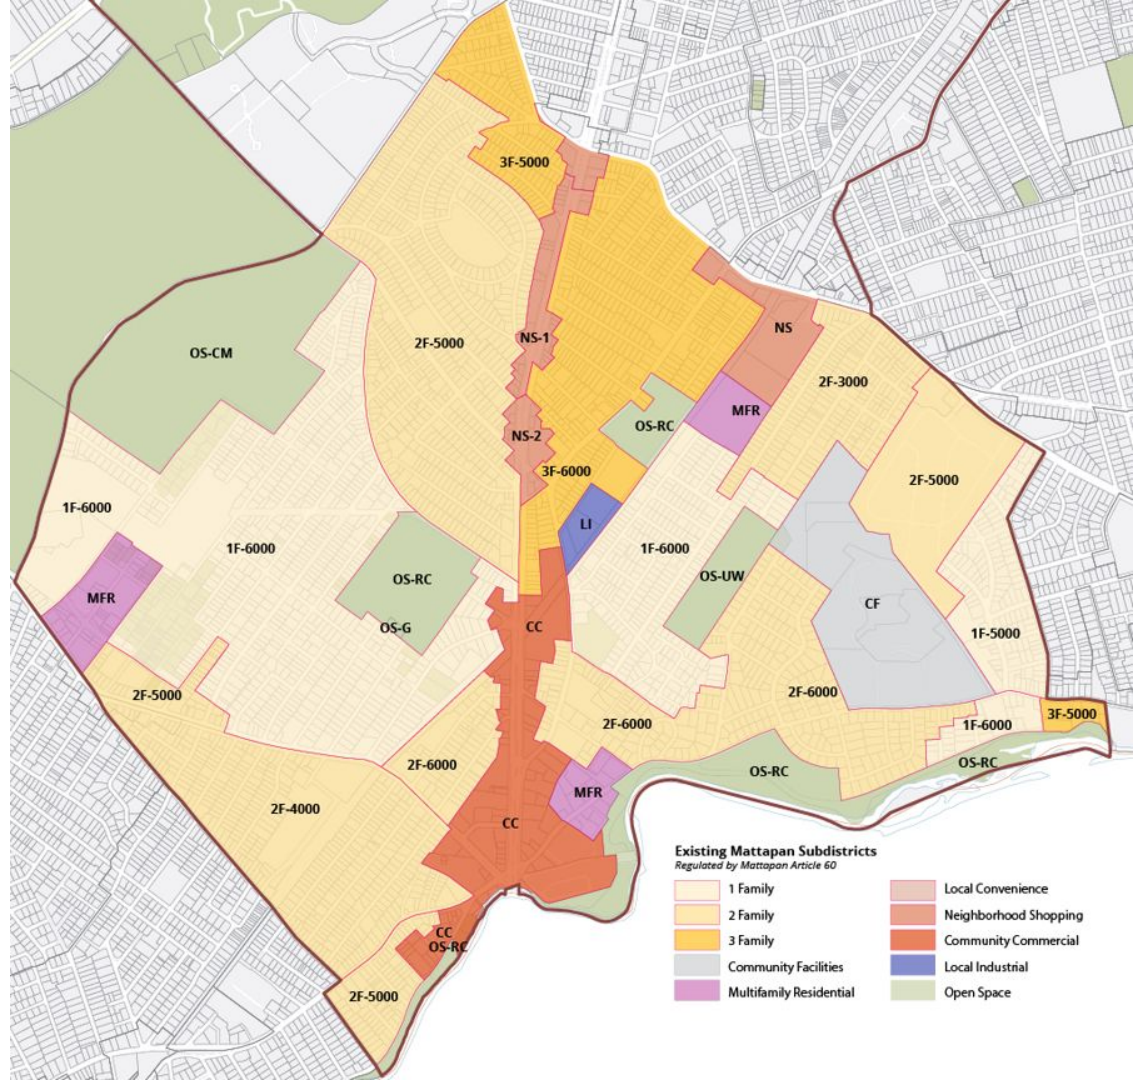 3F-5000
NS
NS-1
2F-5000
OS-CM
2F-3000
MFR
OS-RC
NS-2
3F-6000
2F-5000
1F-6000
LI
1F-6000
1F-6000
OS-RC
OS-UW
MFR
CF
OS-G
CC
1F-5000
2F-5000
2F-6000
2F-6000
1F-6000
3F-5000
2F-6000
OS-RC
OS-RC
MFR
2F-4000
CC
CC
OS-RC
2F-5000
Existing Mattapan Subdistricts
Regulated by Mattapan Article 60
1 Family
2 Family
3 Family
Community Facilities
Multifamily Residential
Local Convenience
Neighborhood Shopping
Community Commercial
Local Industrial
Open Space